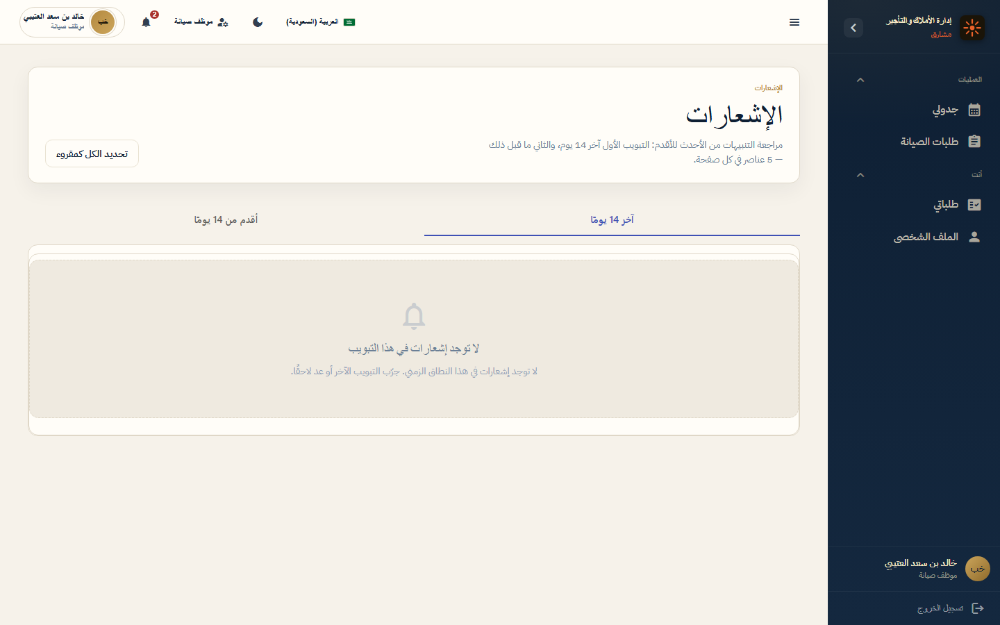 إدارة الأملاك والتأجير
مشارق
العمليات
جدولي
طلبات الصيانة
أنت
طلباتي
الملف الشخصي
خالد بن سعد العتيبي
موظف صيانة
خب
تسجيل الخروج
العربية (السعودية)
موظف صيانة
2
خب
خالد بن سعد العتيبي
موظف صيانة
الإشعارات
الإشعارات
مراجعة التنبيهات من الأحدث للأقدم: التبويب الأول آخر 14 يوم، والثاني ما قبل ذلك
— 5 عناصر في كل صفحة.
تحديد الكل كمقروء
آخر 14 يومًا
أقدم من 14 يومًا
لا توجد إشعارات في هذا التبويب
لا توجد إشعارات في هذا النطاق الزمني. جرّب التبويب الآخر أو عد لاحقًا.